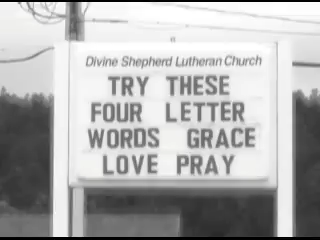 Divine Shepherd Lutheran Church
TRY THESE
FOUR LETTER
WORDS GRACE
LOVE PRAY